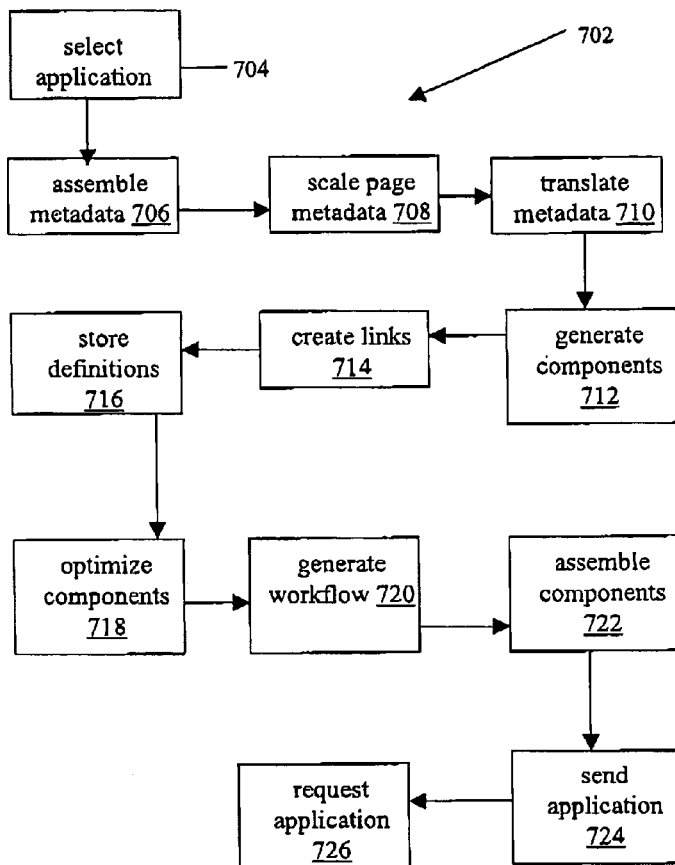 select
application
704
702
assemble
metadata 706
scale page
metadata 708
translate
metadata 710
store
definitions
716
create links
714
generate
components
712
optimize
components
718
generate
workflow 720
assemble
components
722
request
application
726
send
application
724